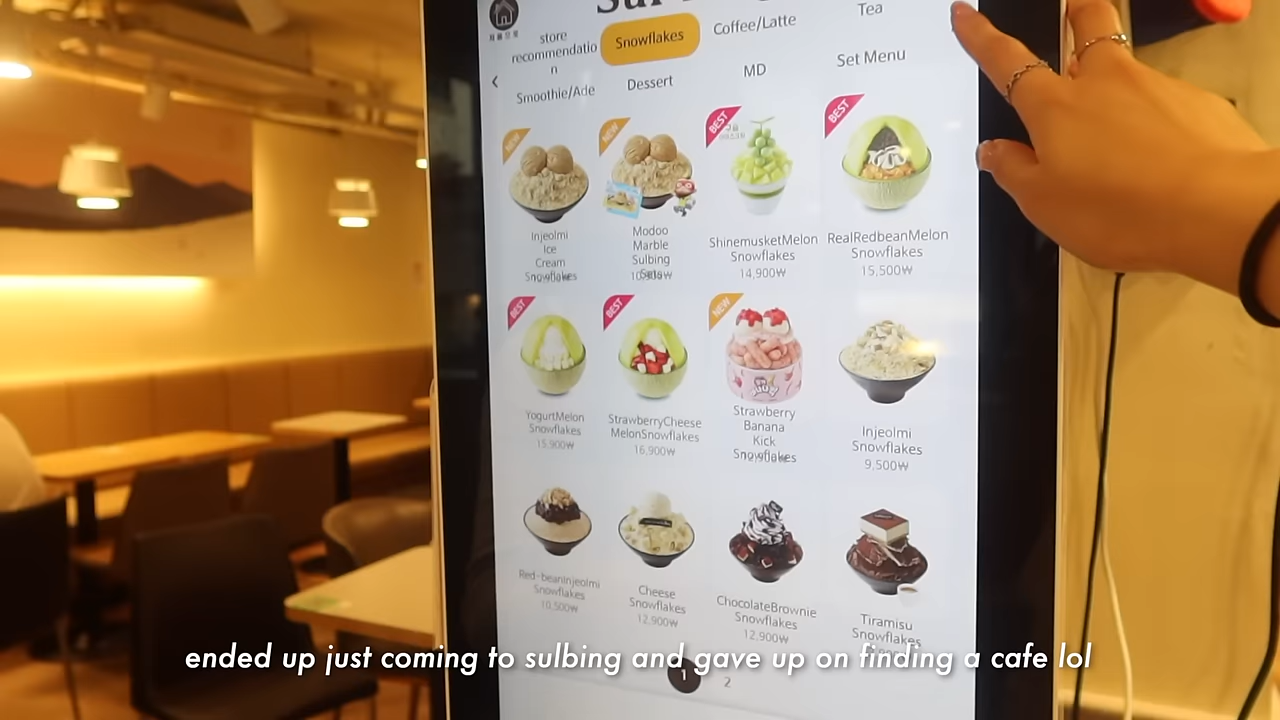 store
recommendatio
n
Snowflakes
Coffee/Latte
Tea
Smoothie/Ade
Dessert
MD
Set Menu
NEW
NEW
BEST
BEST
Injeolmi
Ice
Cream
Snowflakes
Modoo
Marble
Sulbing
ShinemusketMelon
Snowflakes
14,900₩
RealRedbeanMelon
Snowflakes
15,500₩
BEST
BEST
NEW
YogurtMelon
Snowflakes
15,900₩
StrawberryCheese
MelonSnowflakes
16,900₩
Strawberry
Banana
Kick
Snowflakes
Injeolmi
Snowflakes
9,500₩
Red-beanInjeolmi
Snowflakes
10,500₩
Cheese
Snowflakes
12,900₩
ChocolateBrownie
Snowflakes
12,900₩
Tiramisu
Snowflakes
ended up just coming to sulbing and gave up on finding a cafe lol
1
2